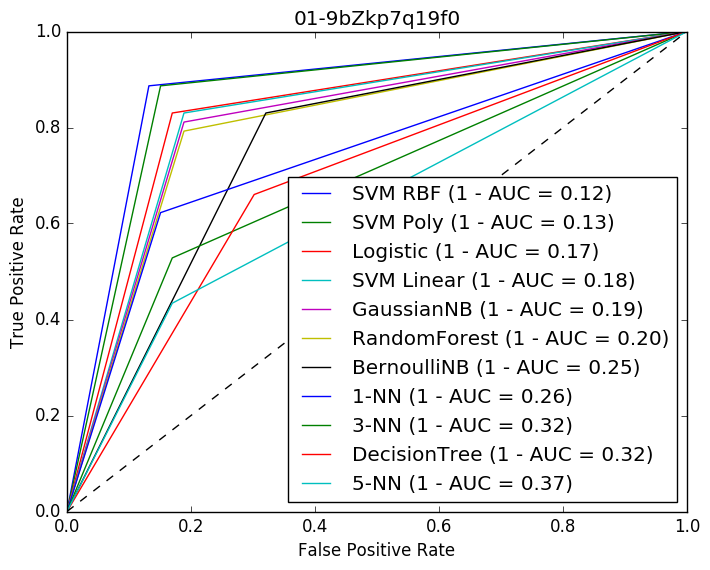 01-9bZkp7q19f0
1.0
0.8
0.6
0.4
0.2
0.0
True Positive Rate
SVM RBF (1 - AUC = 0.12)
SVM Poly (1 - AUC = 0.13)
Logistic (1 - AUC = 0.17)
SVM Linear (1 - AUC = 0.18)
GaussianNB (1 - AUC = 0.19)
RandomForest (1 - AUC = 0.20)
BernoulliNB (1 - AUC = 0.25)
1-NN (1 - AUC = 0.26)
3-NN (1 - AUC = 0.32)
DecisionTree (1 - AUC = 0.32)
5-NN (1 - AUC = 0.37)
0.0 0.2 0.4 0.6 0.8 1.0
False Positive Rate